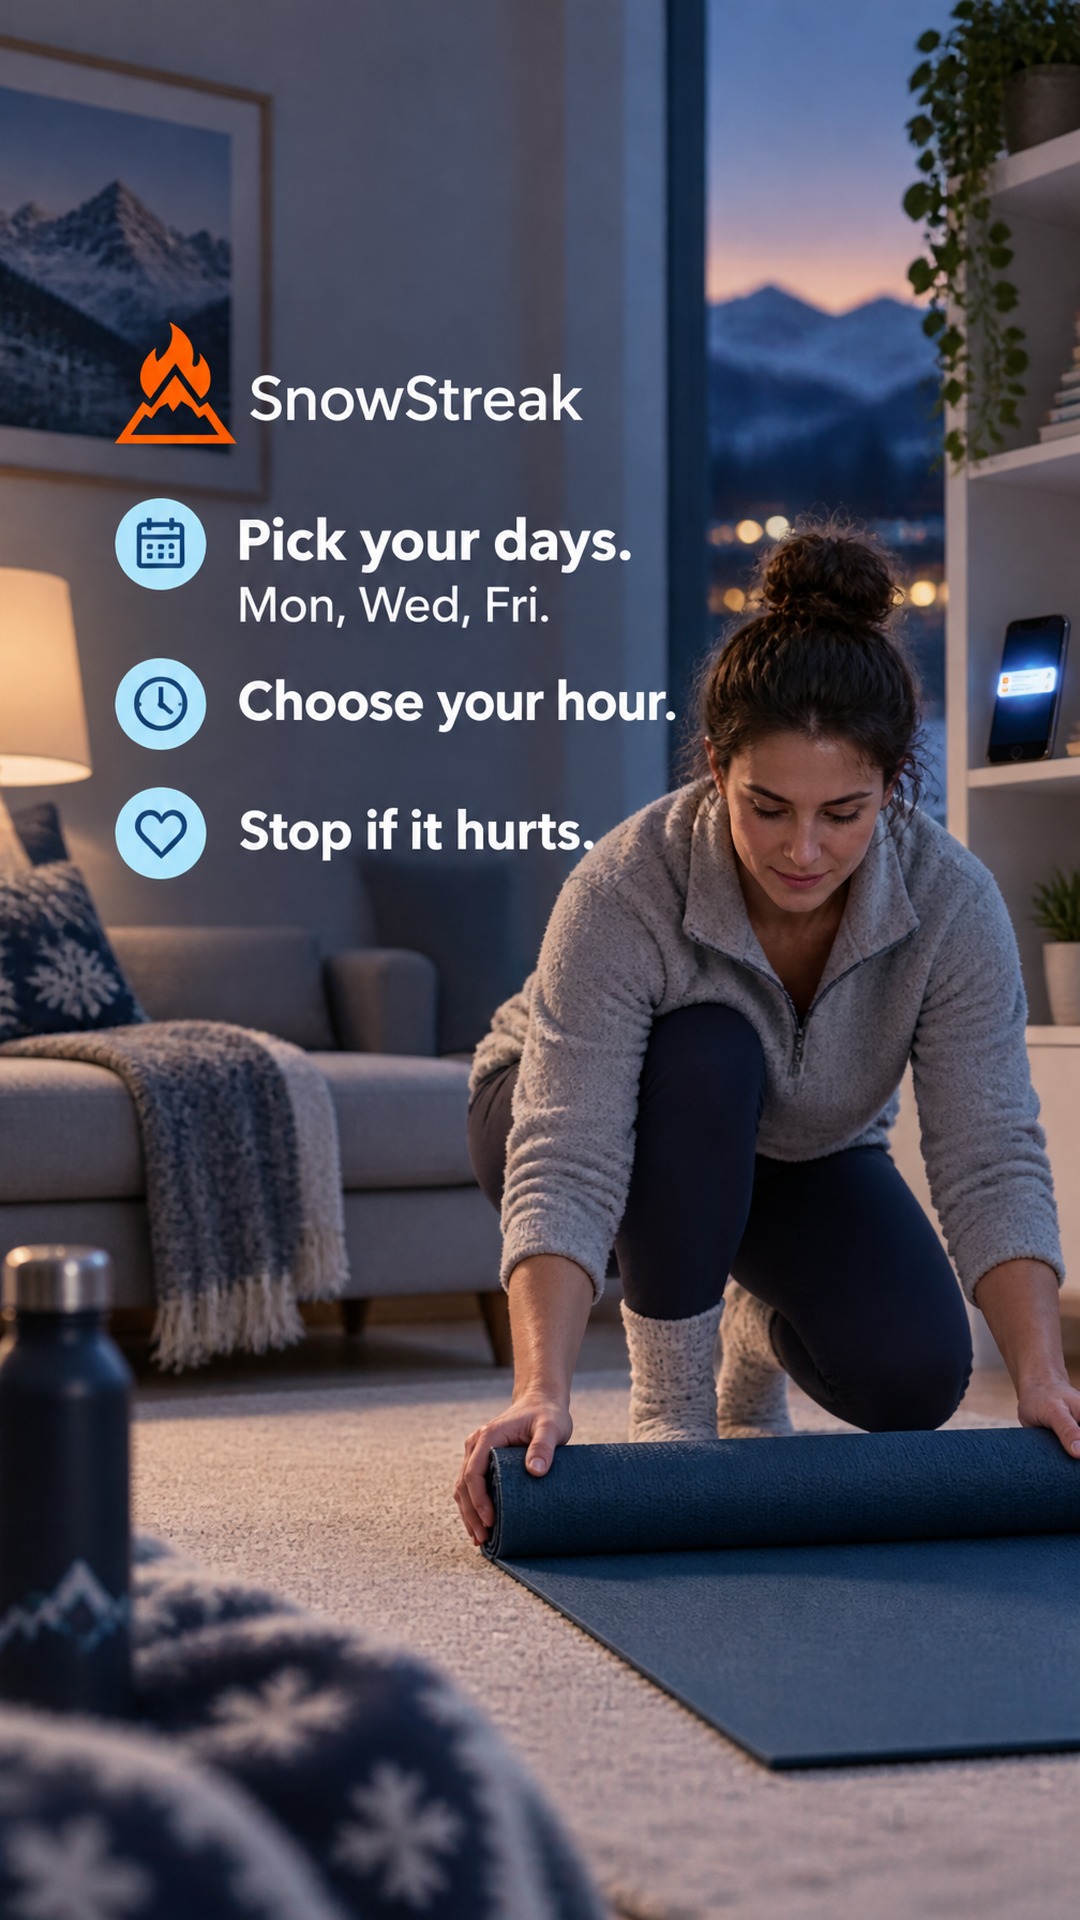 SnowStreak
Pick your days.
Mon, Wed, Fri.
Choose your hour.
Stop if it hurts.